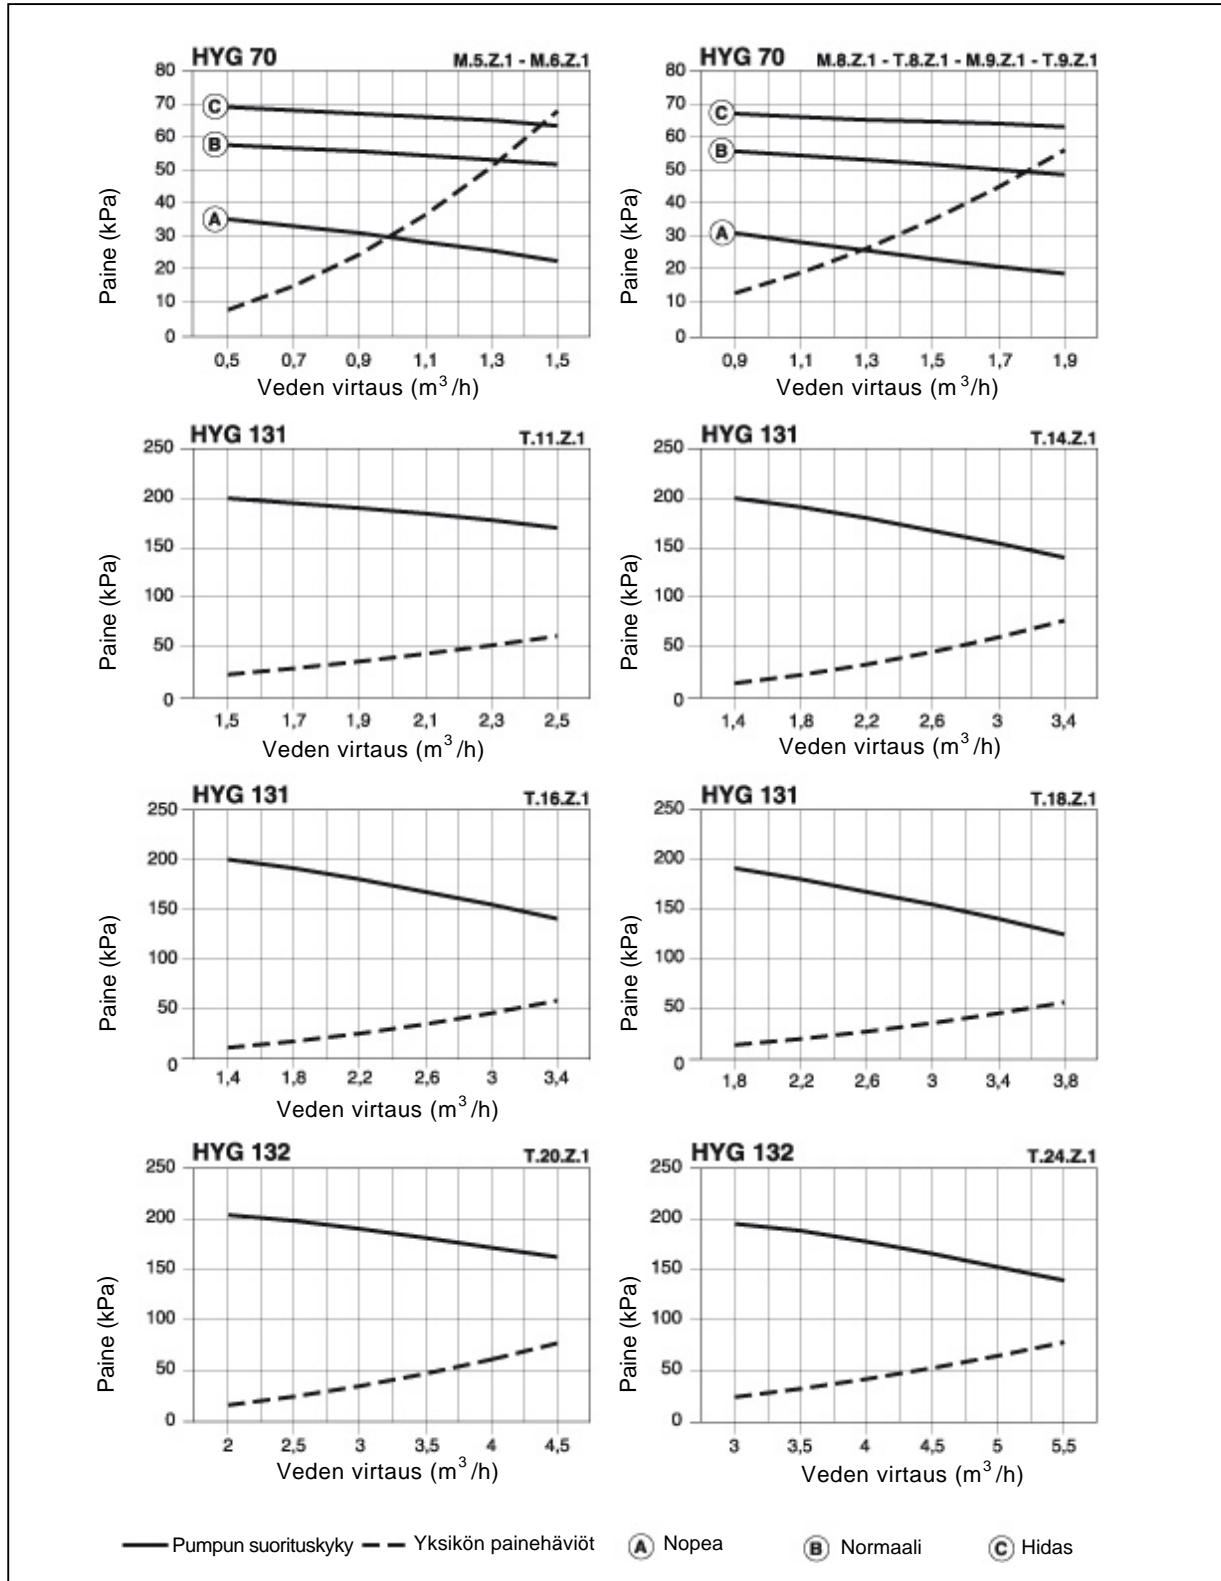 HYG 70 M.5.Z.1 - M.6.Z.1
80
70
60
50
40
30
20
10
0
C
B
A
Paine (kPa)
0,5 0,7 0,9 1,1 1,3 1,5
Veden virtaus (m³/h)
HYG 70 M.8.Z.1 - T.8.Z.1 - M.9.Z.1 - T.9.Z.1
80
70
60
50
40
30
20
10
0
C
B
A
Paine (kPa)
0,9 1,1 1,3 1,5 1,7 1,9
Veden virtaus (m³/h)
HYG 131 T.11.Z.1
250
200
150
100
50
0
Paine (kPa)
1,5 1,7 1,9 2,1 2,3 2,5
Veden virtaus (m³/h)
HYG 131 T.14.Z.1
250
200
150
100
50
0
Paine (kPa)
1,4 1,8 2,2 2,6 3 3,4
Veden virtaus (m³/h)
HYG 131 T.16.Z.1
250
200
150
100
50
0
Paine (kPa)
1,4 1,8 2,2 2,6 3 3,4
Veden virtaus (m³/h)
HYG 131 T.18.Z.1
250
200
150
100
50
0
Paine (kPa)
1,8 2,2 2,6 3 3,4 3,8
Veden virtaus (m³/h)
HYG 132 T.20.Z.1
250
200
150
100
50
0
Paine (kPa)
2 2,5 3 3,5 4 4,5
Veden virtaus (m³/h)
HYG 132 T.24.Z.1
250
200
150
100
50
0
Paine (kPa)
3 3,5 4 4,5 5 5,5
Veden virtaus (m³/h)
Pumpun suorituskyky Yksikön painehäviöt A Nopea B Normaali C Hidas